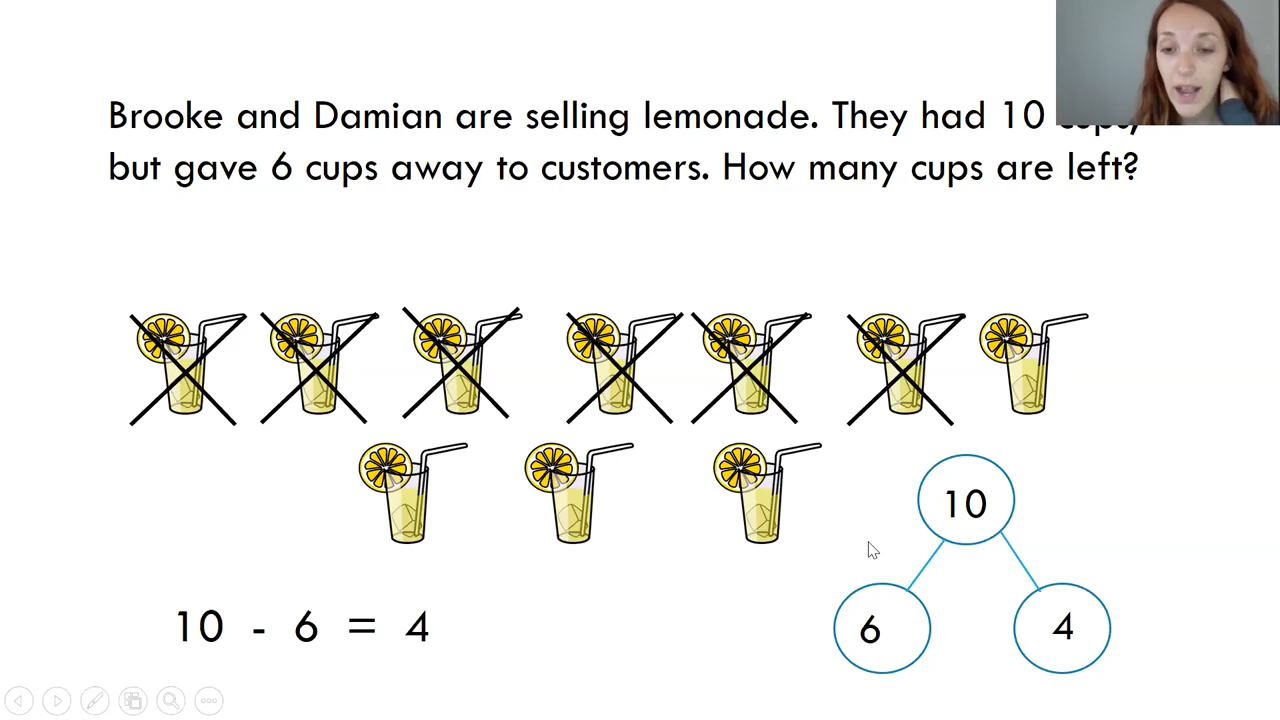 Brooke and Damian are selling lemonade. They had 10 cups,
but gave 6 cups away to customers. How many cups are left?
10
6 4
10 - 6 = 4